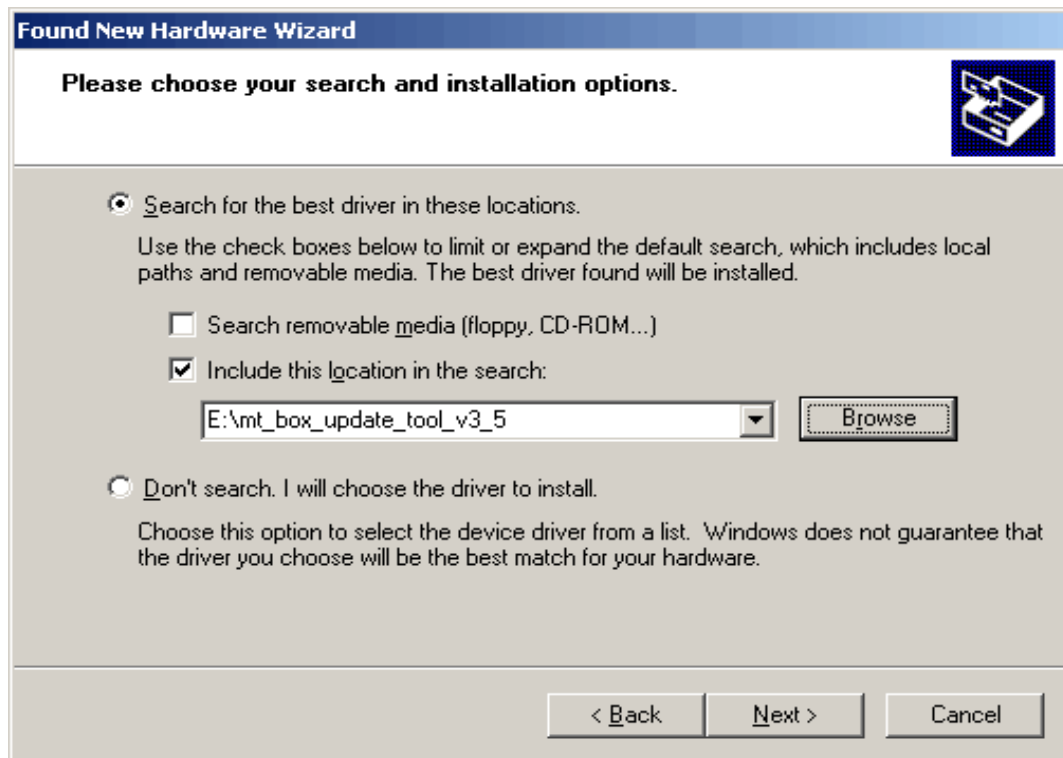 Found New Hardware Wizard
Please choose your search and installation options.
Search for the best driver in these locations.
Use the check boxes below to limit or expand the default search, which includes local
paths and removable media. The best driver found will be installed.
Search removable media (floppy, CD-ROM...)
Include this location in the search:
E:\mt_box_update_tool_v3_5
Browse
Don't search. I will choose the driver to install.
Choose this option to select the device driver from a list. Windows does not guarantee that
the driver you choose will be the best match for your hardware.
< Back Next > Cancel